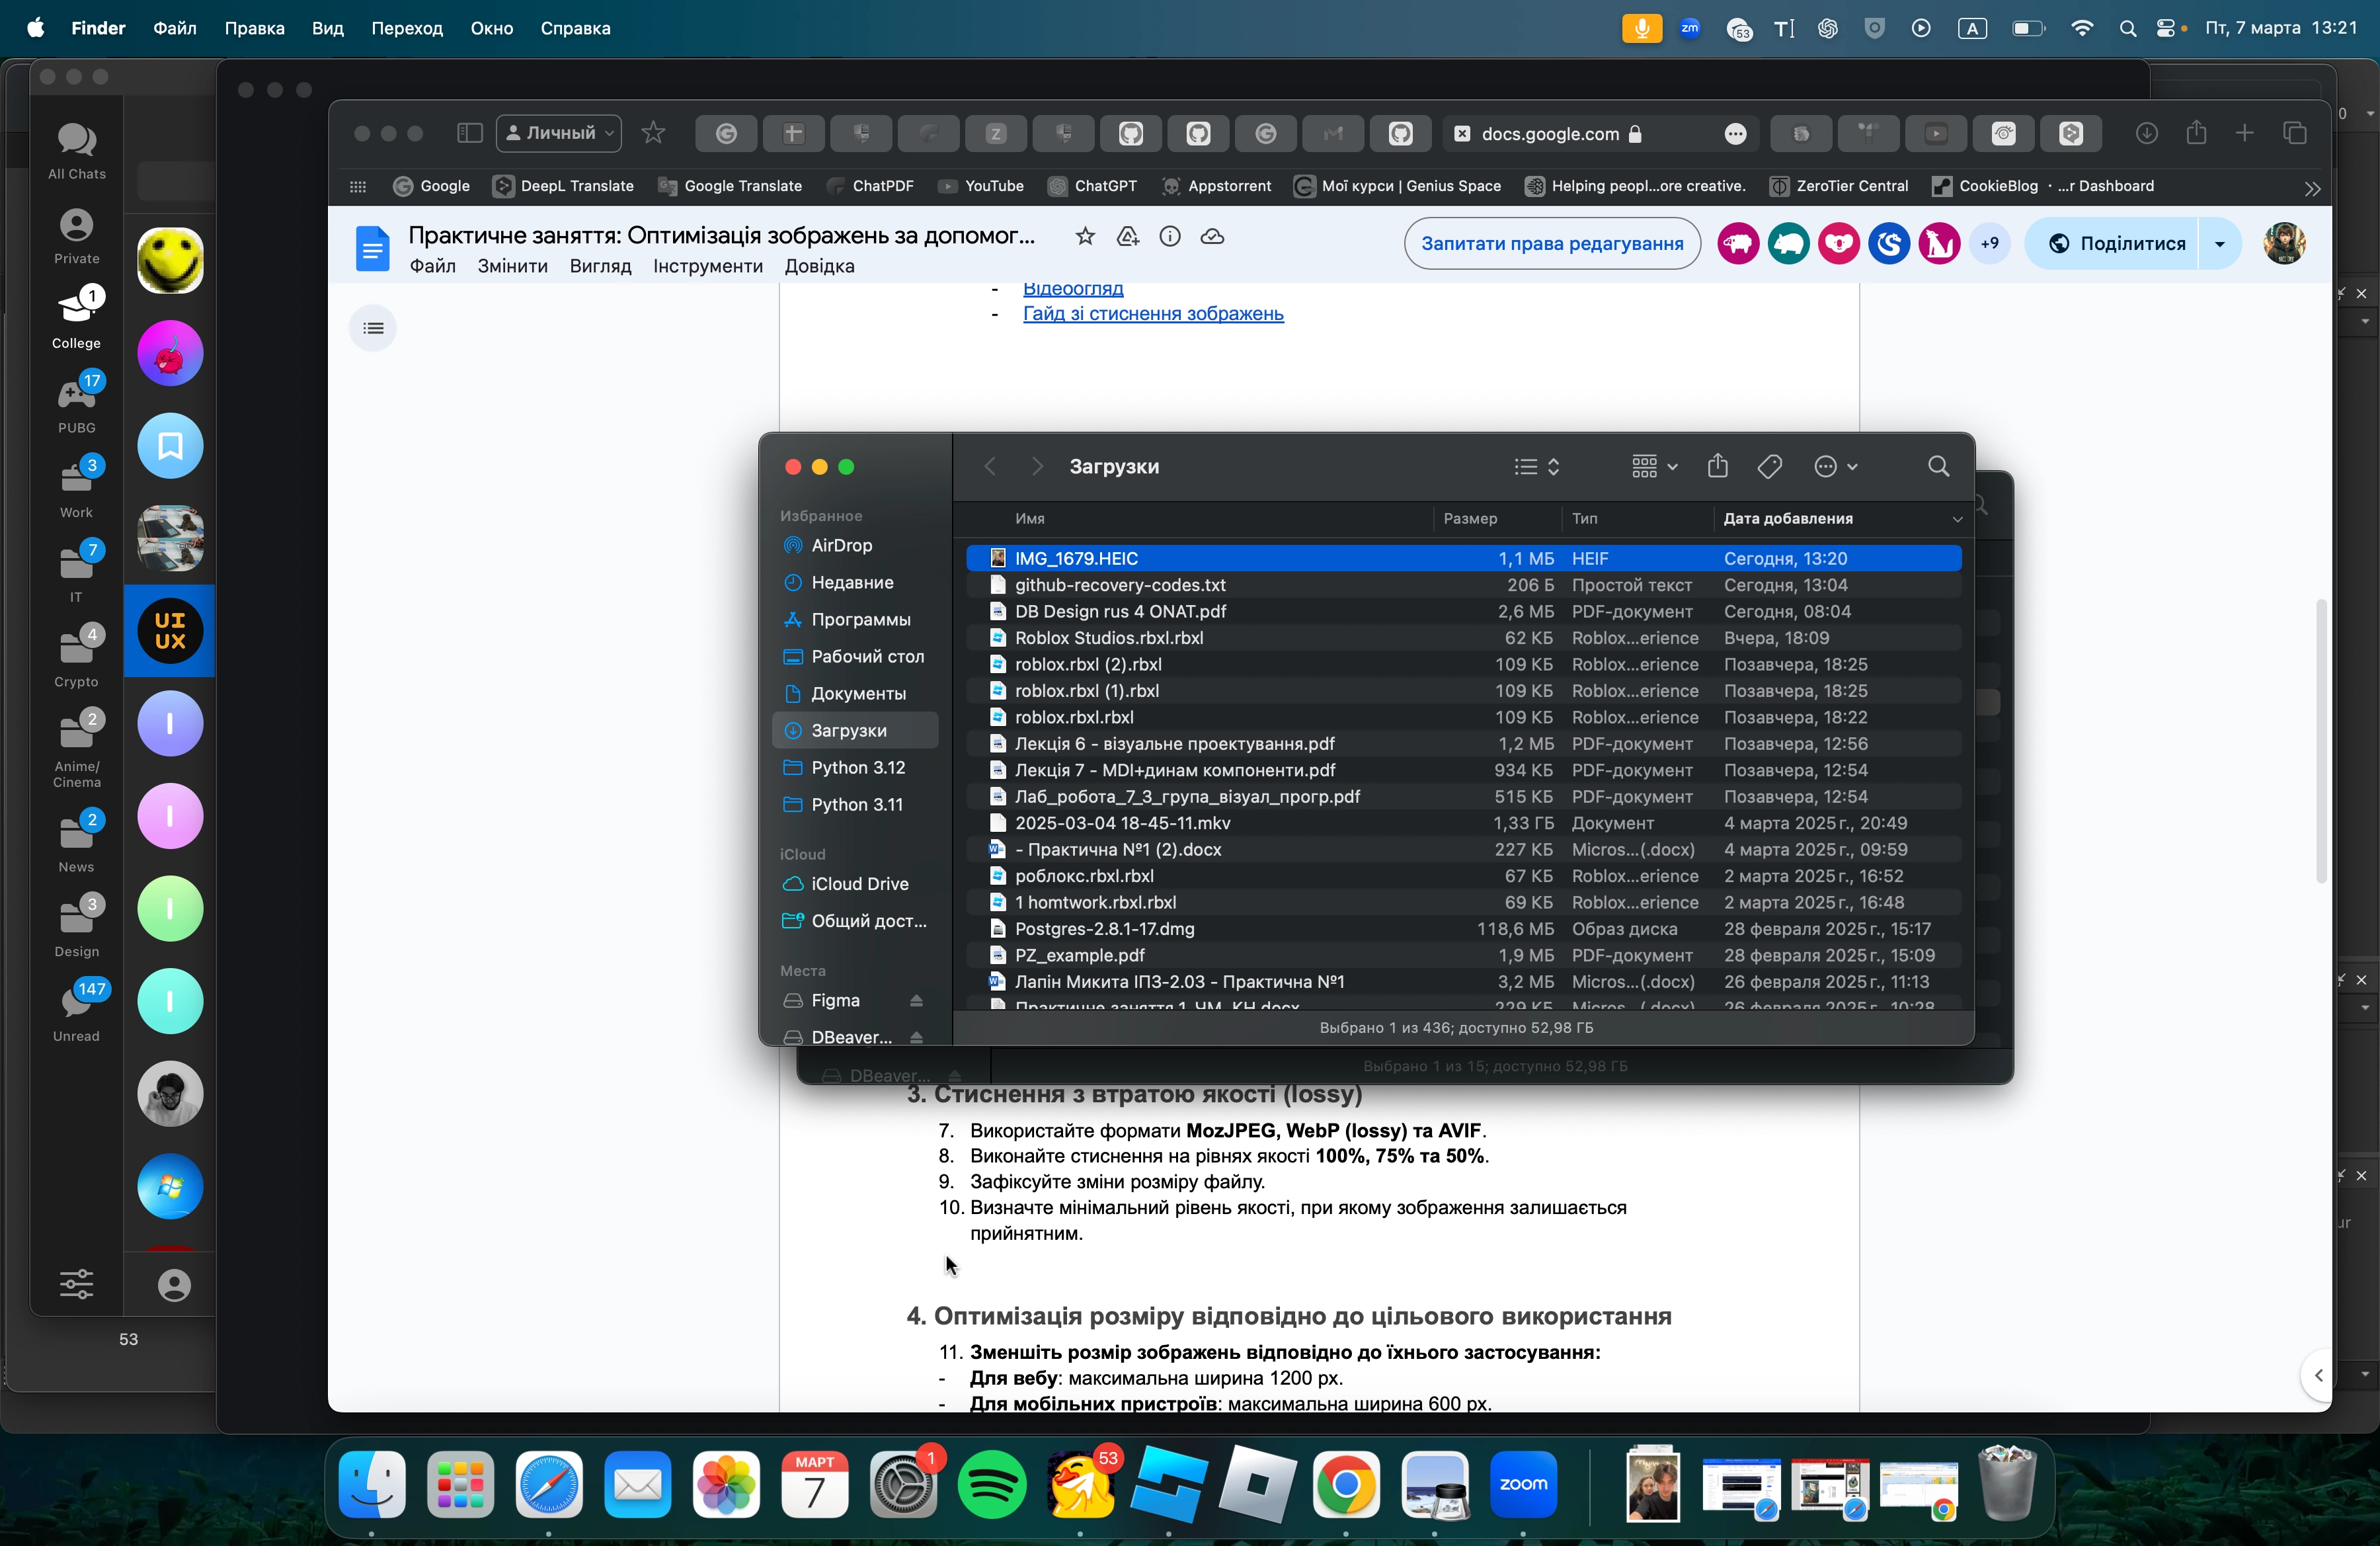 Finder Файл Правка Вид Переход Окно Справка
zm 53 A Пт, 7 марта 13:21
Личный
docs.google.com
Google DeepL Translate Google Translate ChatPDF YouTube ChatGPT Appstorrent Мої курси | Genius Space Helping peopl...ore creative. ZeroTier Central CookieBlog · ...r Dashboard
Практичне заняття: Оптимізація зображень за допомог...
Файл Змінити Вигляд Інструменти Довідка
Запитати права редагування
+9
Поділитися
All Chats
Private
1
College
17
PUBG
3
Work
7
IT
4
Crypto
2
Anime/
Cinema
2
News
3
Design
147
Unread
53
UI
UX
- Відеоогляд
- Гайд зі стиснення зображень
Загрузки
Избранное
AirDrop
Недавние
Программы
Рабочий стол
Документы
Загрузки
Python 3.12
Python 3.11
iCloud
iCloud Drive
Общий дост...
Места
Figma
DBeaver...
Имя Размер Тип Дата добавления
IMG_1679.HEIC 1,1 МБ HEIF Сегодня, 13:20
github-recovery-codes.txt 206 Б Простой текст Сегодня, 13:04
DB Design rus 4 ONAT.pdf 2,6 МБ PDF-документ Сегодня, 08:04
Roblox Studios.rbxl.rbxl 62 КБ Roblox...erience Вчера, 18:09
roblox.rbxl (2).rbxl 109 КБ Roblox...erience Позавчера, 18:25
roblox.rbxl (1).rbxl 109 КБ Roblox...erience Позавчера, 18:25
roblox.rbxl.rbxl 109 КБ Roblox...erience Позавчера, 18:22
Лекція 6 - візуальне проектування.pdf 1,2 МБ PDF-документ Позавчера, 12:56
Лекція 7 - MDI+динам компоненти.pdf 934 КБ PDF-документ Позавчера, 12:54
Лаб_робота_7_3_група_візуал_прогр.pdf 515 КБ PDF-документ Позавчера, 12:54
2025-03-04 18-45-11.mkv 1,33 ГБ Документ 4 марта 2025 г., 20:49
- Практична №1 (2).docx 227 КБ Micros...(.docx) 4 марта 2025 г., 09:59
роблокс.rbxl.rbxl 67 КБ Roblox...erience 2 марта 2025 г., 16:52
1 homtwork.rbxl.rbxl 69 КБ Roblox...erience 2 марта 2025 г., 16:48
Postgres-2.8.1-17.dmg 118,6 МБ Образ диска 28 февраля 2025 г., 15:17
PZ_example.pdf 1,9 МБ PDF-документ 28 февраля 2025 г., 15:09
Лапін Микита ІПЗ-2.03 - Практична №1 3,2 МБ Micros...(.docx) 26 февраля 2025 г., 11:13
Практичне заняття 1_ЧМ_КН.docx 229 КБ Micros...(.docx) 26 февраля 2025 г., 10:28
Выбрано 1 из 436; доступно 52,98 ГБ
DBeaver...
Выбрано 1 из 15; доступно 52,98 ГБ
3. Стиснення з втратою якості (lossy)
7. Використайте формати MozJPEG, WebP (lossy) та AVIF.
8. Виконайте стиснення на рівнях якості 100%, 75% та 50%.
9. Зафіксуйте зміни розміру файлу.
10. Визначте мінімальний рівень якості, при якому зображення залишається
прийнятним.
4. Оптимізація розміру відповідно до цільового використання
11. Зменшіть розмір зображень відповідно до їхнього застосування:
- Для вебу: максимальна ширина 1200 px.
- Для мобільних пристроїв: максимальна ширина 600 px.
МАРТ
7
1
53
zoom